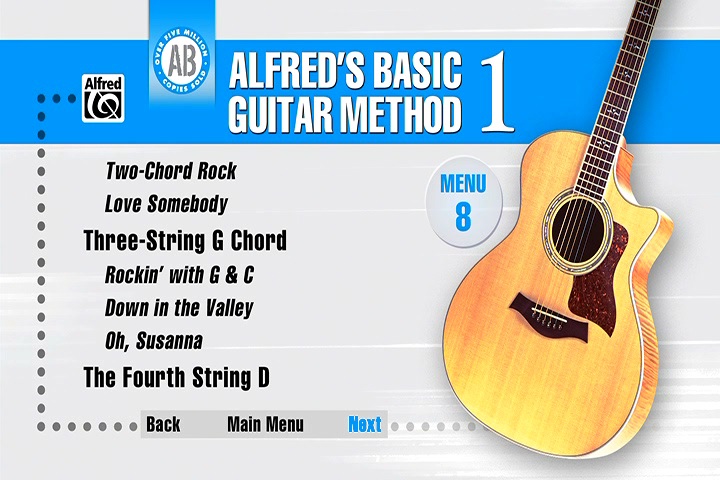 OVER FIVE MILLION
AB
COPIES SOLD
Alfred
ALFRED'S BASIC
GUITAR METHOD 1
MENU
8
Two-Chord Rock
Love Somebody
Three-String G Chord
Rockin' with G & C
Down in the Valley
Oh, Susanna
The Fourth String D
Back Main Menu Next